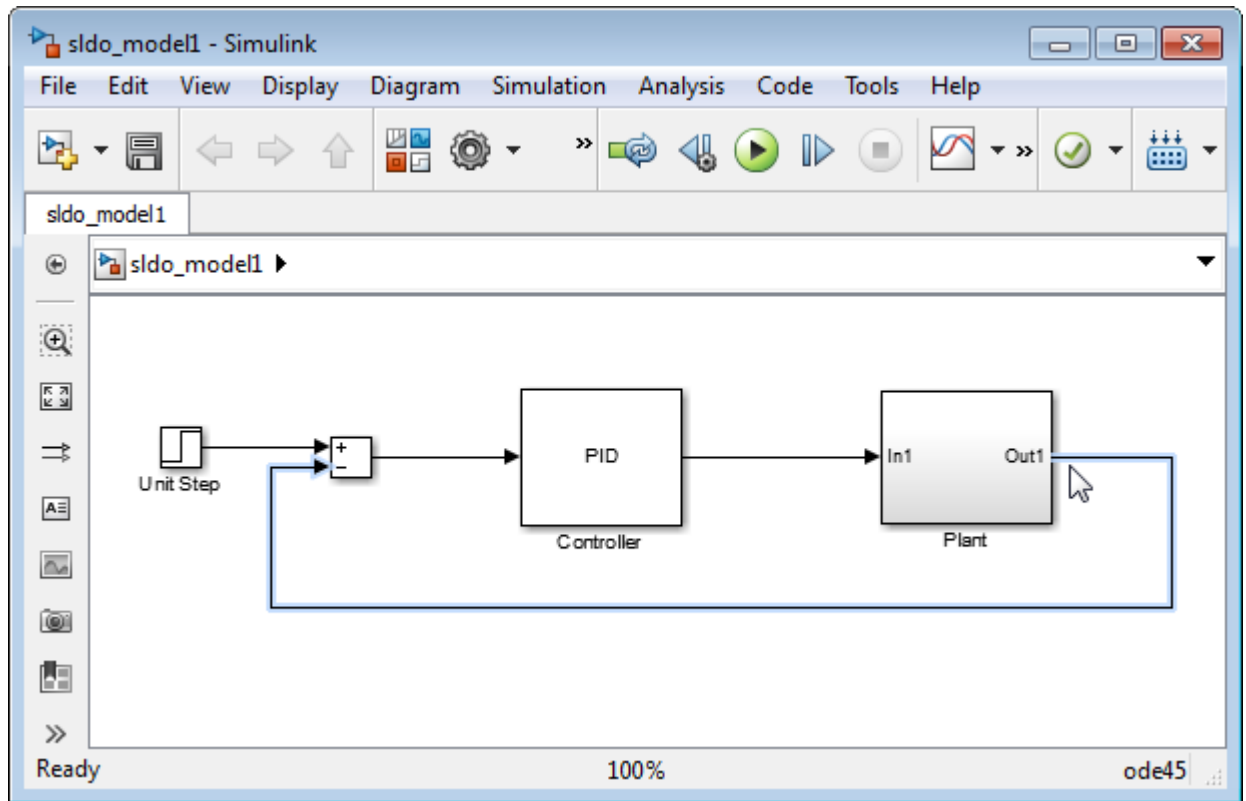 sldo_model1 - Simulink
File Edit View Display Diagram Simulation Analysis Code Tools Help
sldo_model1
sldo_model1
+
−
Unit Step
PID
Controller
In1 Out1
Plant
Ready 100% ode45